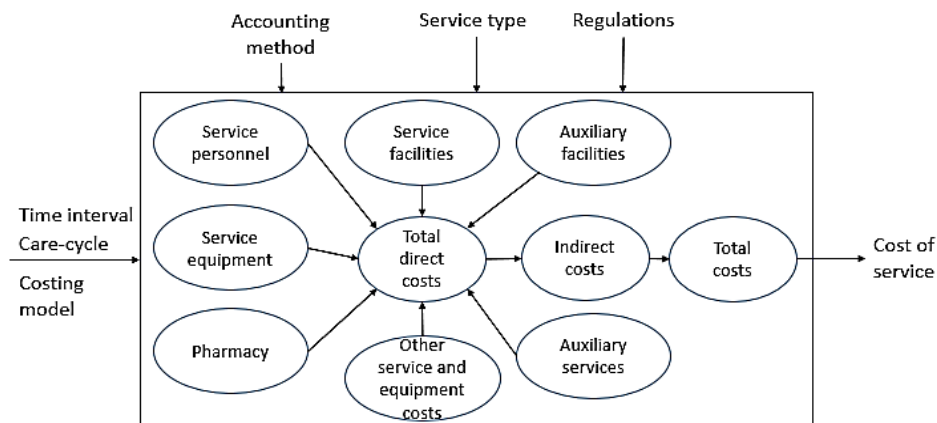 Accounting
method
Service type
Regulations
Service
personnel
Service
facilities
Auxiliary
facilities
Time interval
Care-cycle
Costing
model
Service
equipment
Total
direct
costs
Indirect
costs
Total
costs
Cost of
service
Pharmacy
Other
service and
equipment
costs
Auxiliary
services